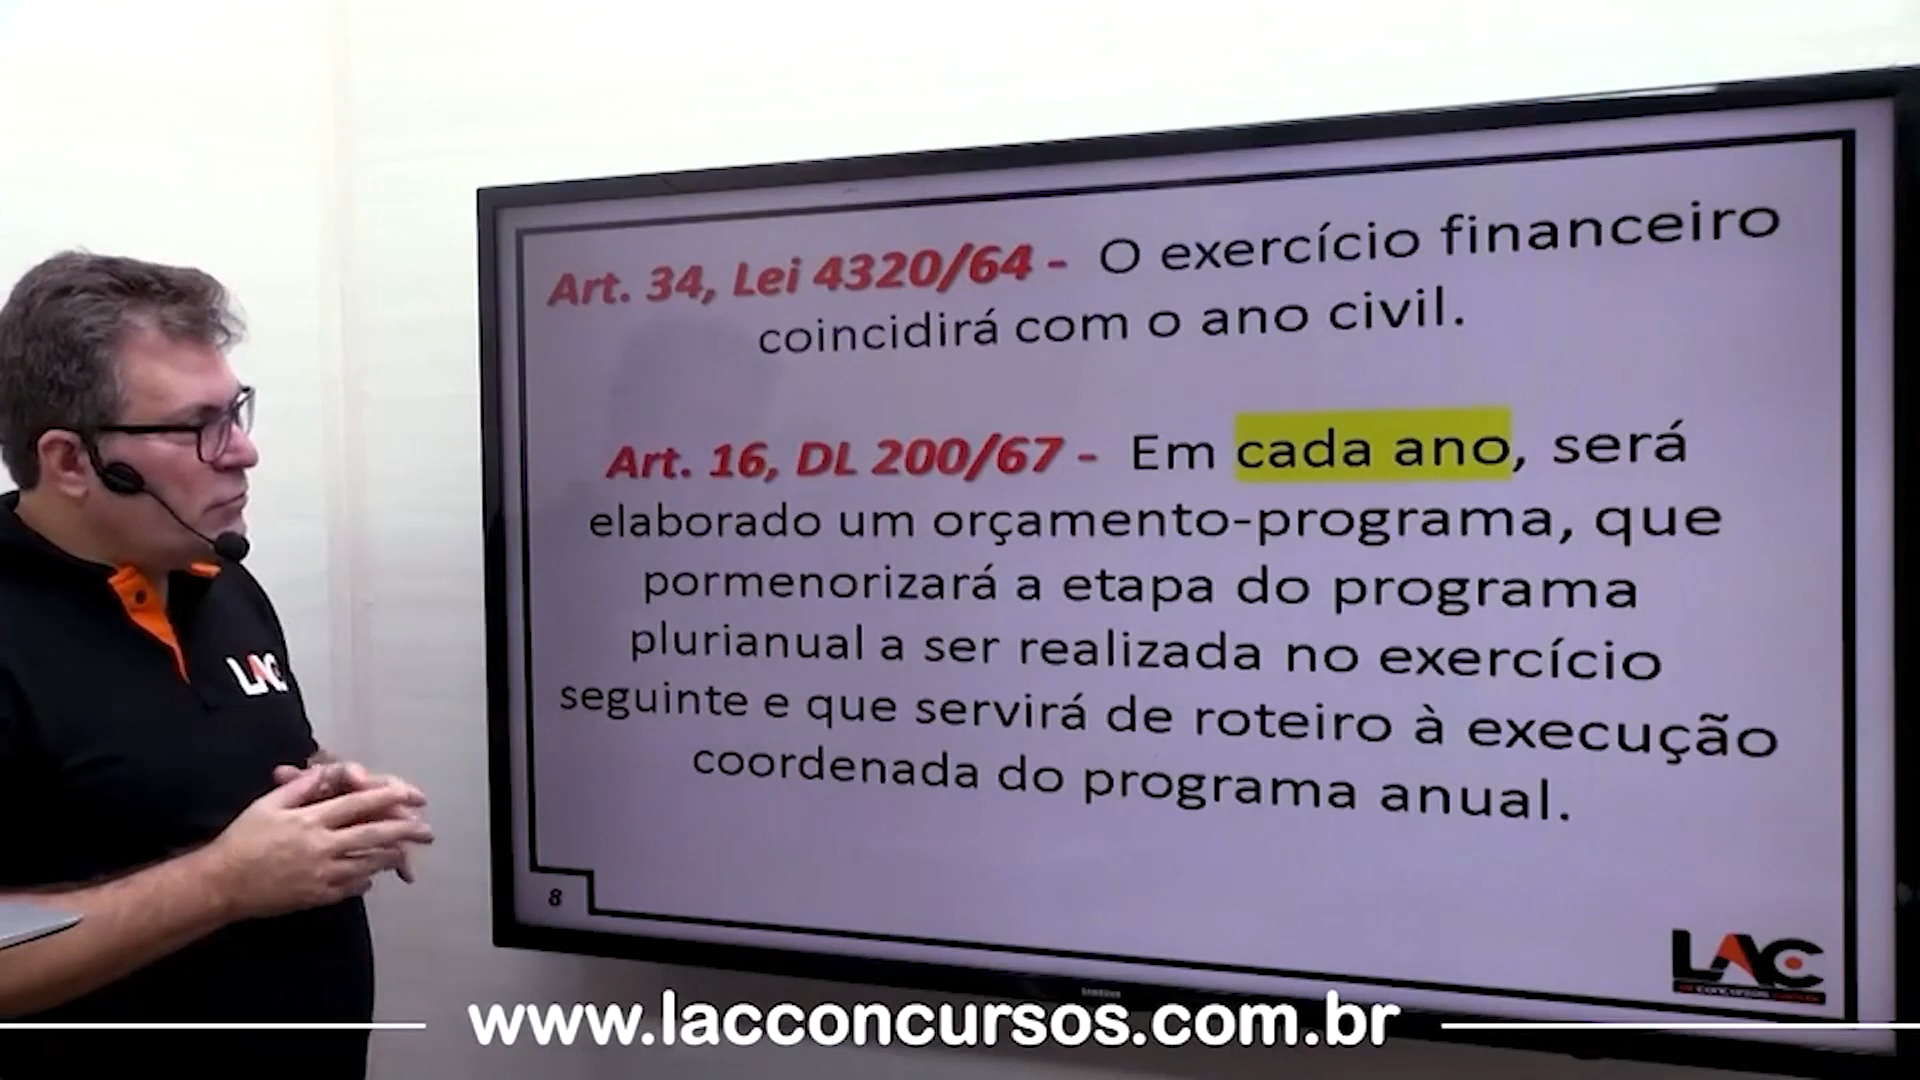 Art. 34, Lei 4320/64 - O exercício financeiro
coincidirá com o ano civil.
Art. 16, DL 200/67 - Em cada ano, será
elaborado um orçamento-programa, que
pormenorizará a etapa do programa
plurianual a ser realizada no exercício
seguinte e que servirá de roteiro à execução
coordenada do programa anual.
8
LAC
LAC
SAMSUNG
www.lacconcursos.com.br